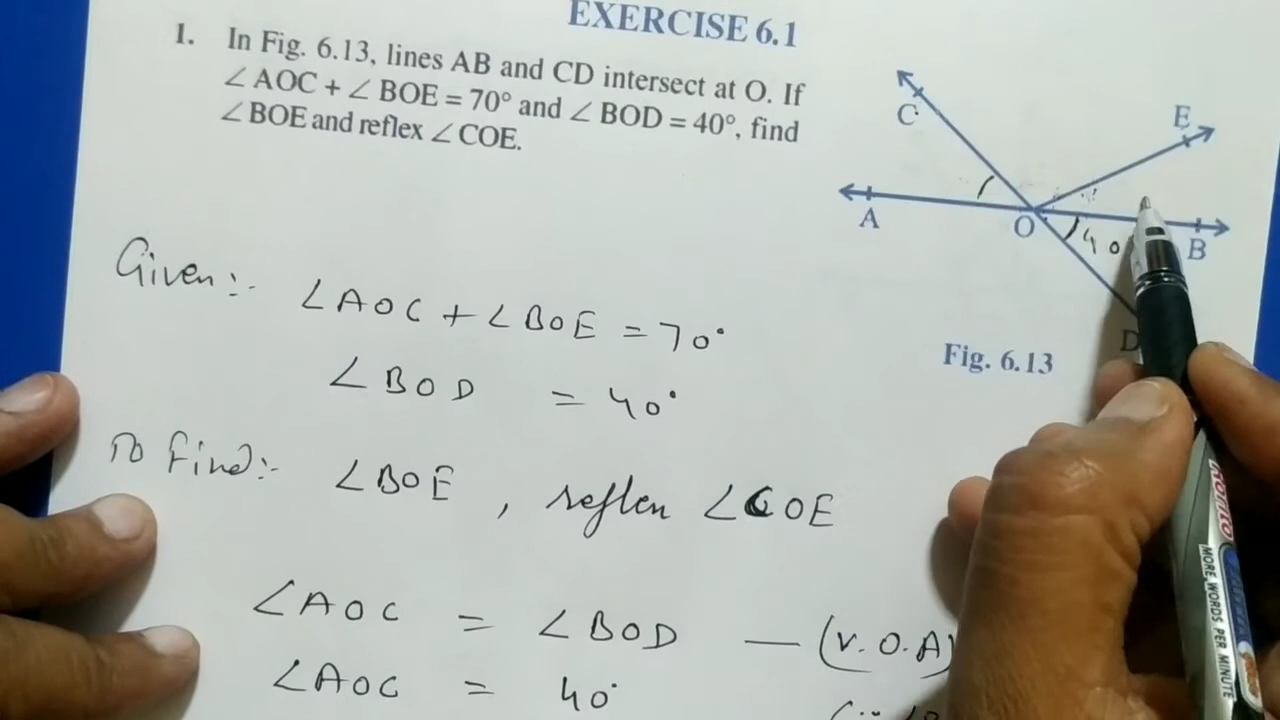 EXERCISE 6.1
1. In Fig. 6.13, lines AB and CD intersect at O. If
∠AOC + ∠BOE = 70° and ∠BOD = 40°, find
∠BOE and reflex ∠COE.
C
E
A
O
40
B
D
Fig. 6.13
Given:- ∠AOC + ∠BOE = 70°
∠BOD = 40°
To find:- ∠BOE, reflex ∠COE
∠AOC = ∠BOD — (V.O.A)
∠AOC = 40°
Rorito
MORE WORDS PER MINUTE